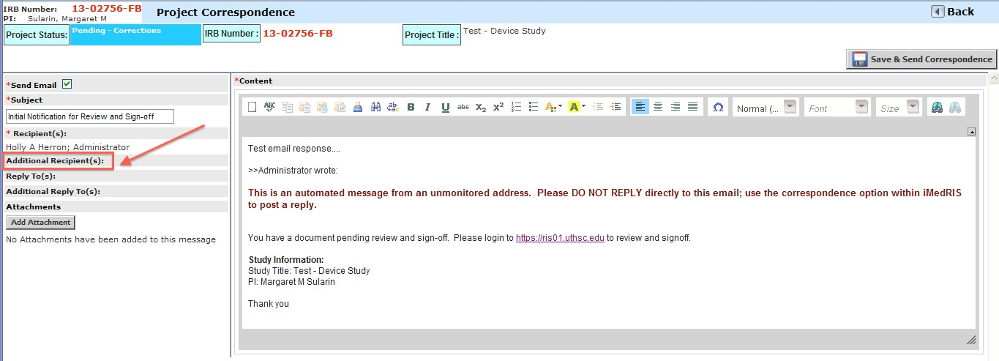 IRB Number: 13-02756-FB
PI: Sularin, Margaret M
Project Correspondence
Back
Project Status: Pending - Corrections
IRB Number : 13-02756-FB
Project Title : Test - Device Study
Save & Send Correspondence
*Send Email
*Subject
Initial Notification for Review and Sign-off
* Recipient(s):
Holly A Herron; Administrator
Additional Recipient(s):
Reply To(s):
Additional Reply To(s):
Attachments
Add Attachment
No Attachments have been added to this message
*Content
ABC B I U abc X2 X2 A A Ω Normal (... Font Size
Test email response....
>>Administrator wrote:
This is an automated message from an unmonitored address. Please DO NOT REPLY directly to this email; use the correspondence option within iMedRIS
to post a reply.
You have a document pending review and sign-off. Please login to https://ris01.uthsc.edu to review and signoff.
Study Information:
Study Title: Test - Device Study
PI: Margaret M Sularin
Thank you